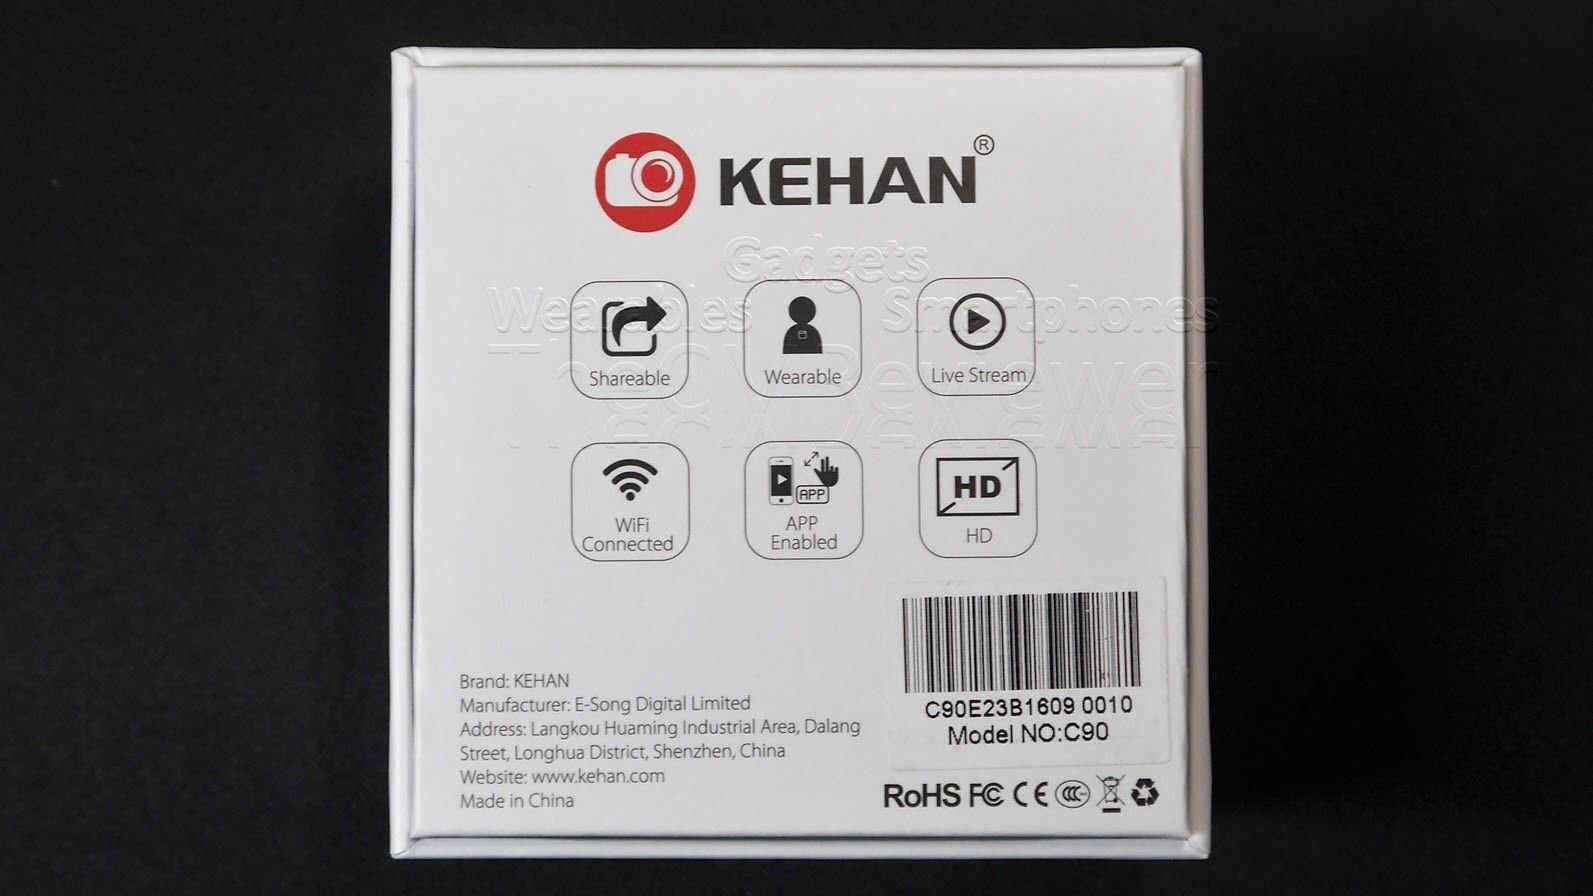 KEHAN®
Gadgets
Wearables Smartphones
Shareable
Wearable
Live Stream
WiFi
Connected
APP
APP
Enabled
HD
HD
C90E23B1609 0010
Model NO:C90
Brand: KEHAN
Manufacturer: E-Song Digital Limited
Address: Langkou Huaming Industrial Area, Dalang
Street, Longhua District, Shenzhen, China
Website: www.kehan.com
Made in China
RoHS FC CE CCC